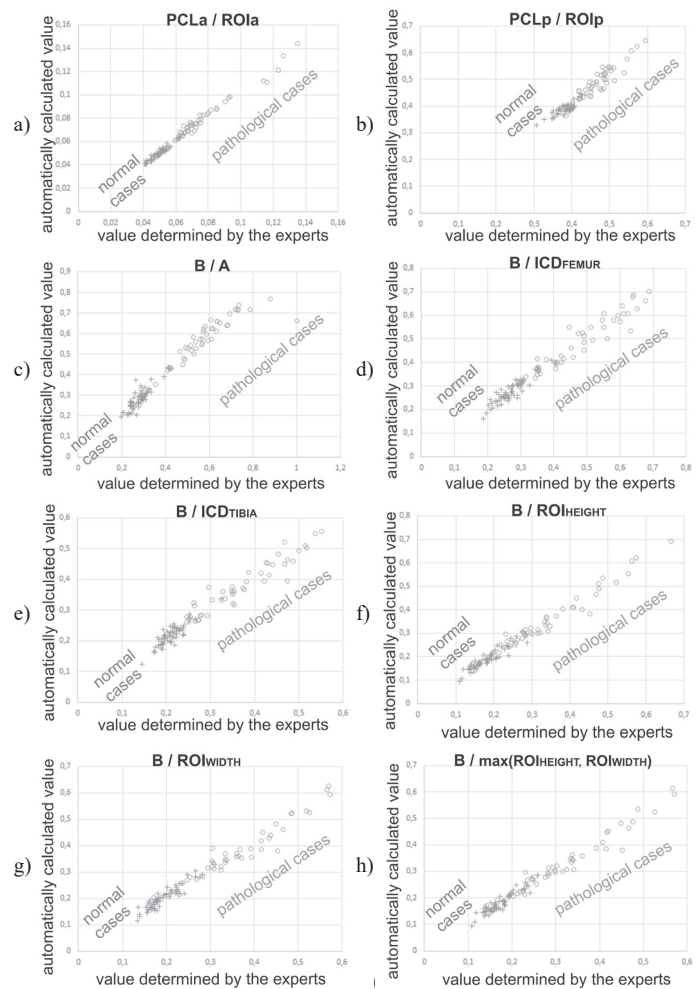 a)
PCLa / ROIa
automatically calculated value
0,16
0,14
0,12
0,1
0,08
0,06
0,04
0,02
0
normal
cases
pathological cases
0 0,02 0,04 0,06 0,08 0,1 0,12 0,14 0,16
value determined by the experts
b)
PCLp / ROIp
automatically calculated value
0,7
0,6
0,5
0,4
0,3
0,2
0,1
0
normal
cases
pathological cases
0 0,1 0,2 0,3 0,4 0,5 0,6 0,7
value determined by the experts
c)
B / A
automatically calculated value
0,9
0,8
0,7
0,6
0,5
0,4
0,3
0,2
0,1
0
normal
cases
pathological cases
0 0,2 0,4 0,6 0,8 1 1,2
value determined by the experts
d)
B / ICDFEMUR
automatically calculated value
0,8
0,7
0,6
0,5
0,4
0,3
0,2
0,1
0
normal
cases
pathological cases
0 0,1 0,2 0,3 0,4 0,5 0,6 0,7 0,8
value determined by the experts
e)
B / ICDTIBIA
automatically calculated value
0,6
0,5
0,4
0,3
0,2
0,1
0
normal
cases
pathological cases
0 0,1 0,2 0,3 0,4 0,5 0,6
value determined by the experts
f)
B / ROIHEIGHT
automatically calculated value
0,8
0,7
0,6
0,5
0,4
0,3
0,2
0,1
0
normal
cases
pathological cases
0 0,1 0,2 0,3 0,4 0,5 0,6 0,7
value determined by the experts
g)
B / ROIWIDTH
automatically calculated value
0,7
0,6
0,5
0,4
0,3
0,2
0,1
0
normal
cases
pathological cases
0 0,1 0,2 0,3 0,4 0,5 0,6
value determined by the experts
h)
B / max(ROIHEIGHT, ROIWIDTH)
automatically calculated value
0,7
0,6
0,5
0,4
0,3
0,2
0,1
0
normal
cases
pathological cases
0 0,1 0,2 0,3 0,4 0,5 0,6
value determined by the experts